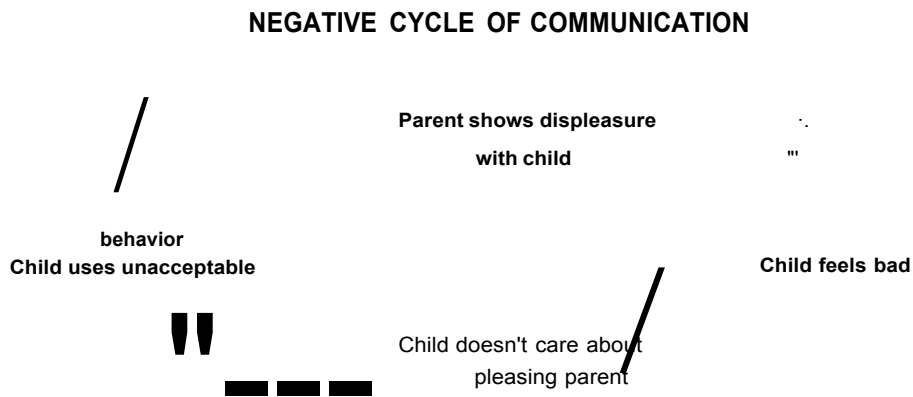 NEGATIVE CYCLE OF COMMUNICATION
Parent shows displeasure
with child
behavior
Child uses unacceptable
Child feels bad
Child doesn't care about
pleasing parent